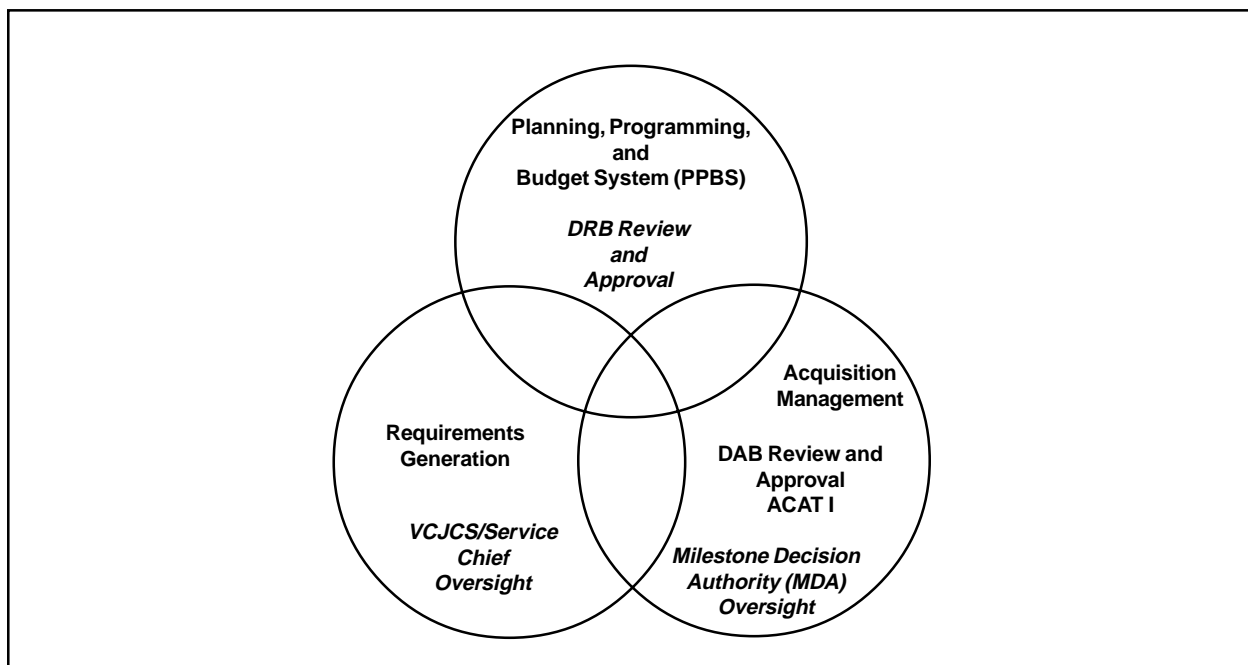 Planning, Programming,
and
Budget System (PPBS)
DRB Review
and
Approval
Requirements
Generation
VCJCS/Service
Chief
Oversight
Acquisition
Management
DAB Review and
Approval
ACAT I
Milestone Decision
Authority (MDA)
Oversight